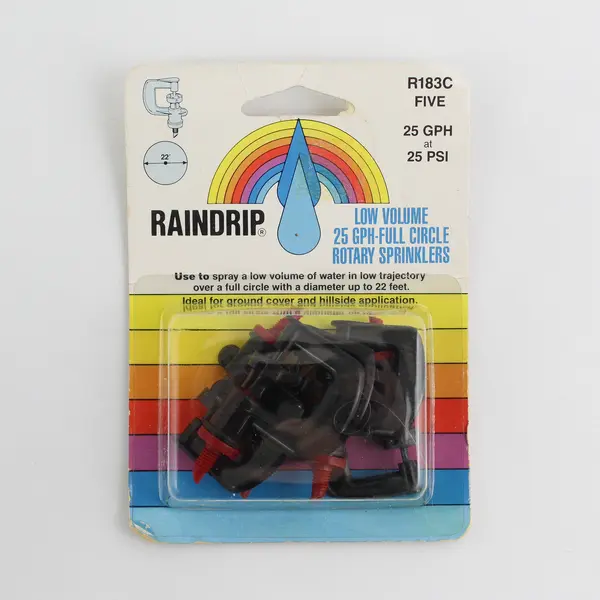 R183C
FIVE
25 GPH
at
25 PSI
22'
RAINDRIP®
LOW VOLUME
25 GPH-FULL CIRCLE
ROTARY SPRINKLERS
Use to spray a low volume of water in low trajectory
over a full circle with a diameter up to 22 feet.
Ideal for ground cover and hillside application.